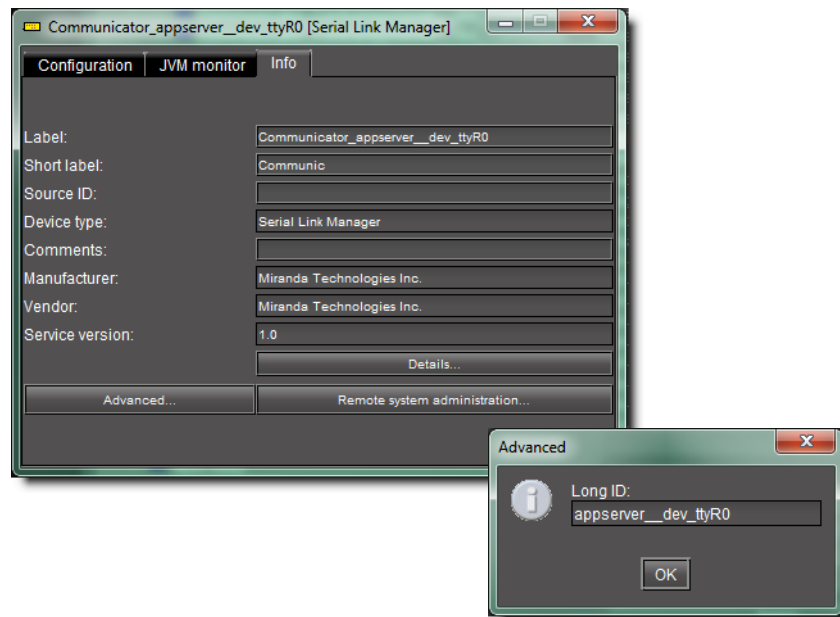 Communicator_appserver__dev_ttyR0 [Serial Link Manager]
Configuration JVM monitor Info
Label: Communicator_appserver__dev_ttyR0
Short label: Communic
Source ID:
Device type: Serial Link Manager
Comments:
Manufacturer: Miranda Technologies Inc.
Vendor: Miranda Technologies Inc.
Service version: 1.0
Details...
Advanced... Remote system administration...
Advanced
Long ID:
appserver__dev_ttyR0
OK